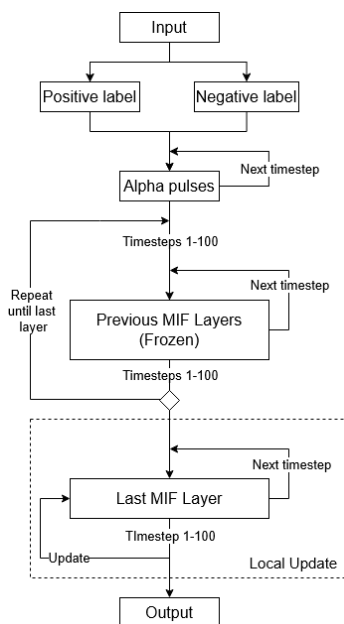 Input
Positive label
Negative label
Next timestep
Alpha pulses
Timesteps 1-100
Next timestep
Repeat
until last
layer
Previous MIF Layers
(Frozen)
Timesteps 1-100
Next timestep
Last MIF Layer
TImestep 1-100
Update
Local Update
Output